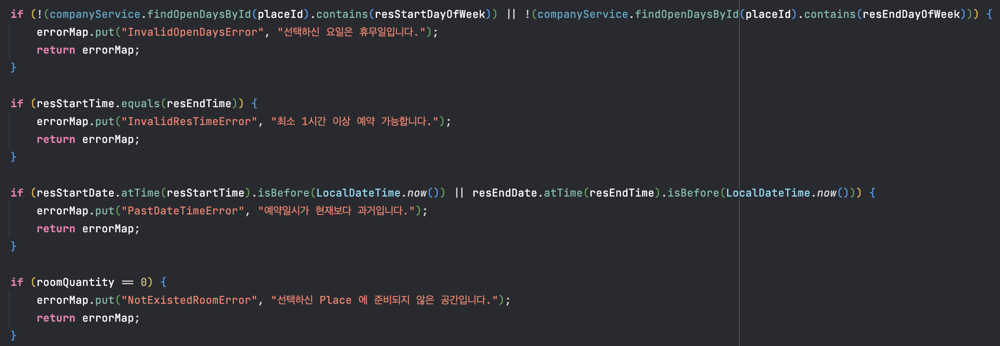 if (!(companyService.findOpenDaysById(placeId).contains(resStartDayOfWeek)) || !(companyService.findOpenDaysById(placeId).contains(resEndDayOfWeek))) {
    errorMap.put("InvalidOpenDaysError", "선택하신 요일은 휴무일입니다.");
    return errorMap;
}
if (resStartTime.equals(resEndTime)) {
    errorMap.put("InvalidResTimeError", "최소 1시간 이상 예약 가능합니다.");
    return errorMap;
}
if (resStartDate.atTime(resStartTime).isBefore(LocalDateTime.now()) || resEndDate.atTime(resEndTime).isBefore(LocalDateTime.now())) {
    errorMap.put("PastDateTimeError", "예약일시가 현재보다 과거입니다.");
    return errorMap;
}
if (roomQuantity == 0) {
    errorMap.put("NotExistedRoomError", "선택하신 Place 에 준비되지 않은 공간입니다.");
    return errorMap;
}